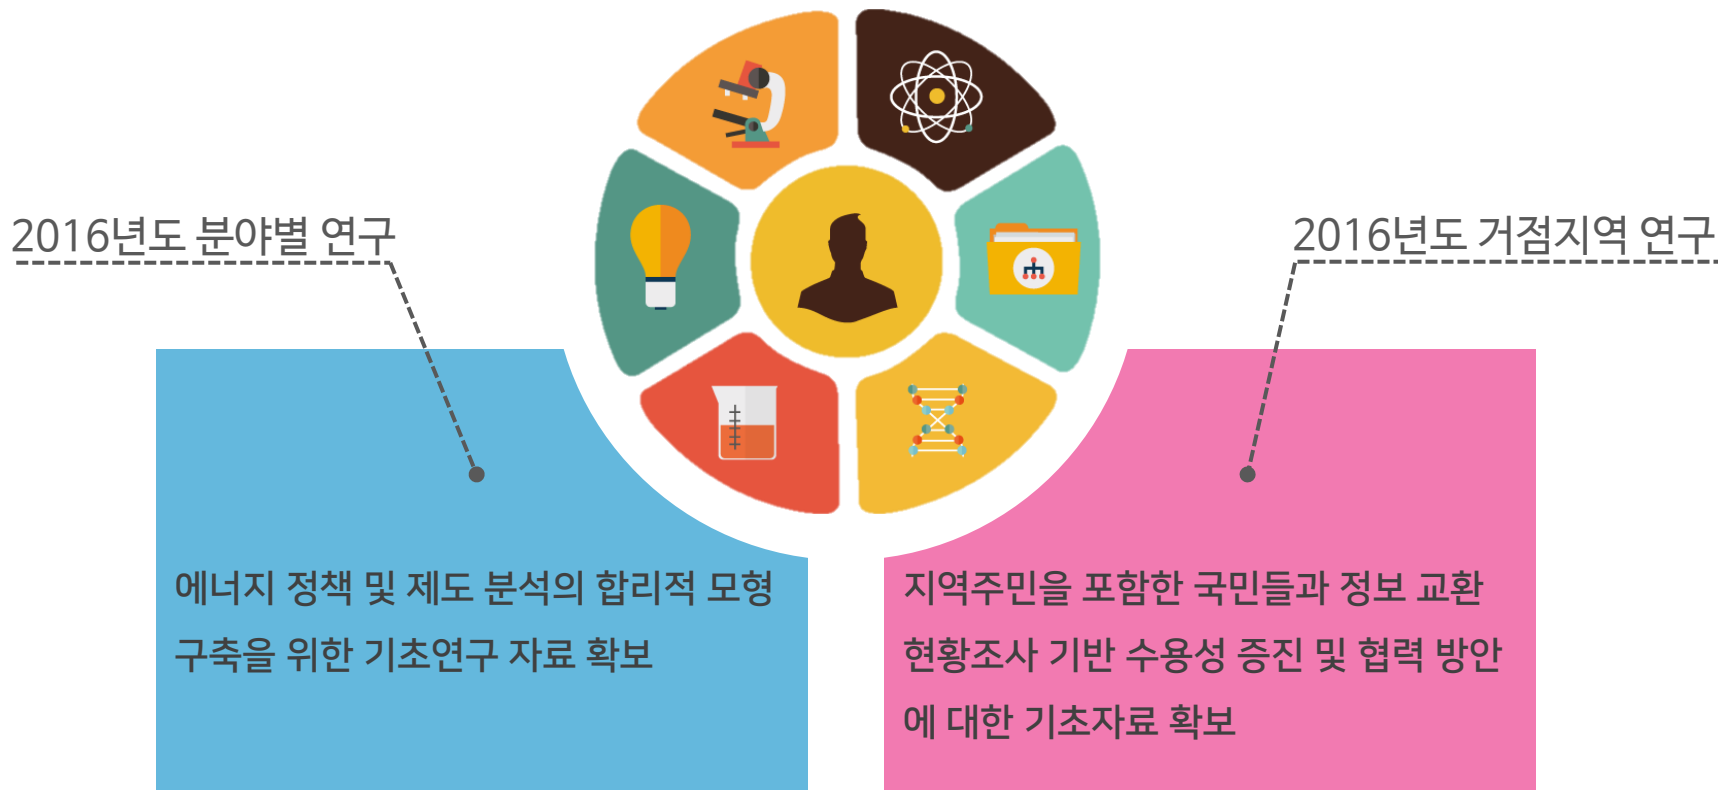 2016년도 분야별 연구
2016년도 거점지역 연구
에너지 정책 및 제도 분석의 합리적 모형
구축을 위한 기초연구 자료 확보
지역주민을 포함한 국민들과 정보 교환
현황조사 기반 수용성 증진 및 협력 방안
에 대한 기초자료 확보